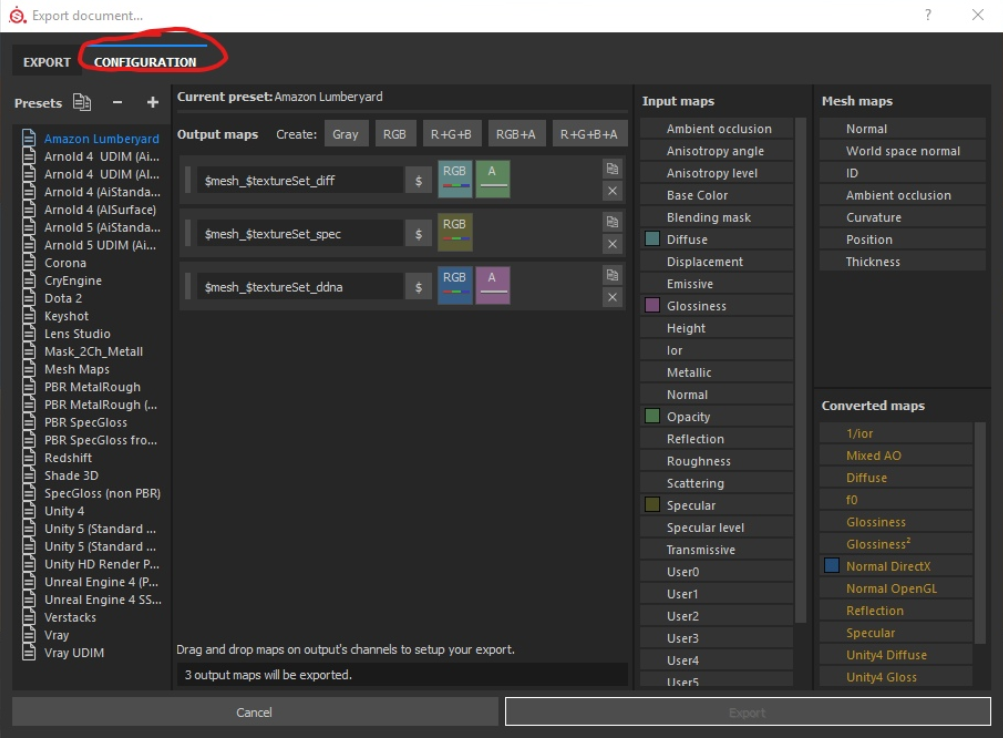 Export document...
?
EXPORT
CONFIGURATION
Presets
Amazon Lumberyard
Arnold 4 UDIM (Ai...
Arnold 4 UDIM (AI...
Arnold 4 (AiStanda...
Arnold 4 (AISurface)
Arnold 5 (AiStanda...
Arnold 5 UDIM (Ai...
Corona
CryEngine
Dota 2
Keyshot
Lens Studio
Mask_2Ch_Metall
Mesh Maps
PBR MetalRough
PBR MetalRough (...
PBR SpecGloss
PBR SpecGloss fro...
Redshift
Shade 3D
SpecGloss (non PBR)
Unity 4
Unity 5 (Standard ...
Unity 5 (Standard ...
Unity HD Render P...
Unreal Engine 4 (P...
Unreal Engine 4 SS...
Verstacks
Vray
Vray UDIM
Current preset: Amazon Lumberyard
Output maps Create: Gray RGB R+G+B RGB+A R+G+B+A
$mesh_$textureSet_diff $ RGB A
$mesh_$textureSet_spec $ RGB
$mesh_$textureSet_ddna $ RGB A
Drag and drop maps on output's channels to setup your export.
3 output maps will be exported.
Input maps
Ambient occlusion
Anisotropy angle
Anisotropy level
Base Color
Blending mask
Diffuse
Displacement
Emissive
Glossiness
Height
Ior
Metallic
Normal
Opacity
Reflection
Roughness
Scattering
Specular
Specular level
Transmissive
User0
User1
User2
User3
User4
User5
Mesh maps
Normal
World space normal
ID
Ambient occlusion
Curvature
Position
Thickness
Converted maps
1/ior
Mixed AO
Diffuse
f0
Glossiness
Glossiness²
Normal DirectX
Normal OpenGL
Reflection
Specular
Unity4 Diffuse
Unity4 Gloss
Cancel
Export